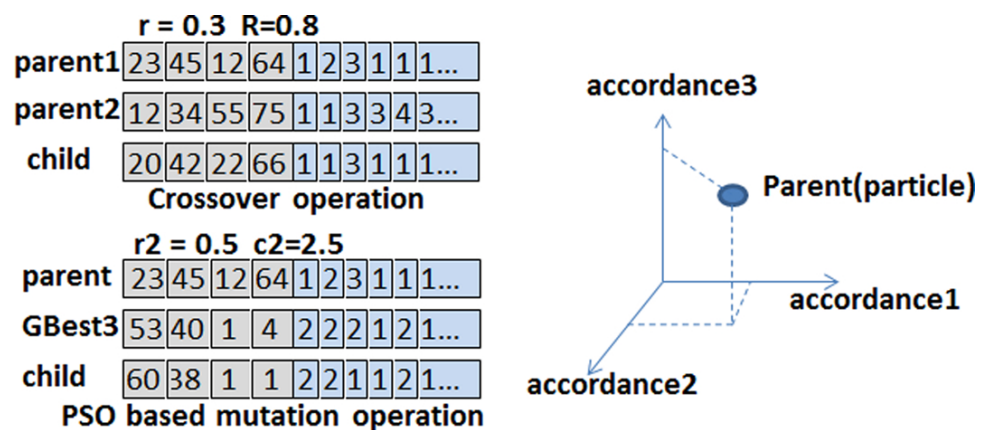 r = 0.3 R=0.8
parent1 23 45 12 64 1 2 3 1 1 1...
parent2 12 34 55 75 1 1 3 3 4 3...
child 20 42 22 66 1 1 3 1 1 1...
Crossover operation
r2 = 0.5 c2=2.5
parent 23 45 12 64 1 2 3 1 1 1...
GBest3 53 40 1 4 2 2 2 1 2 1...
child 60 38 1 1 2 2 1 1 2 1...
PSO based mutation operation
accordance3
Parent(particle)
accordance1
accordance2